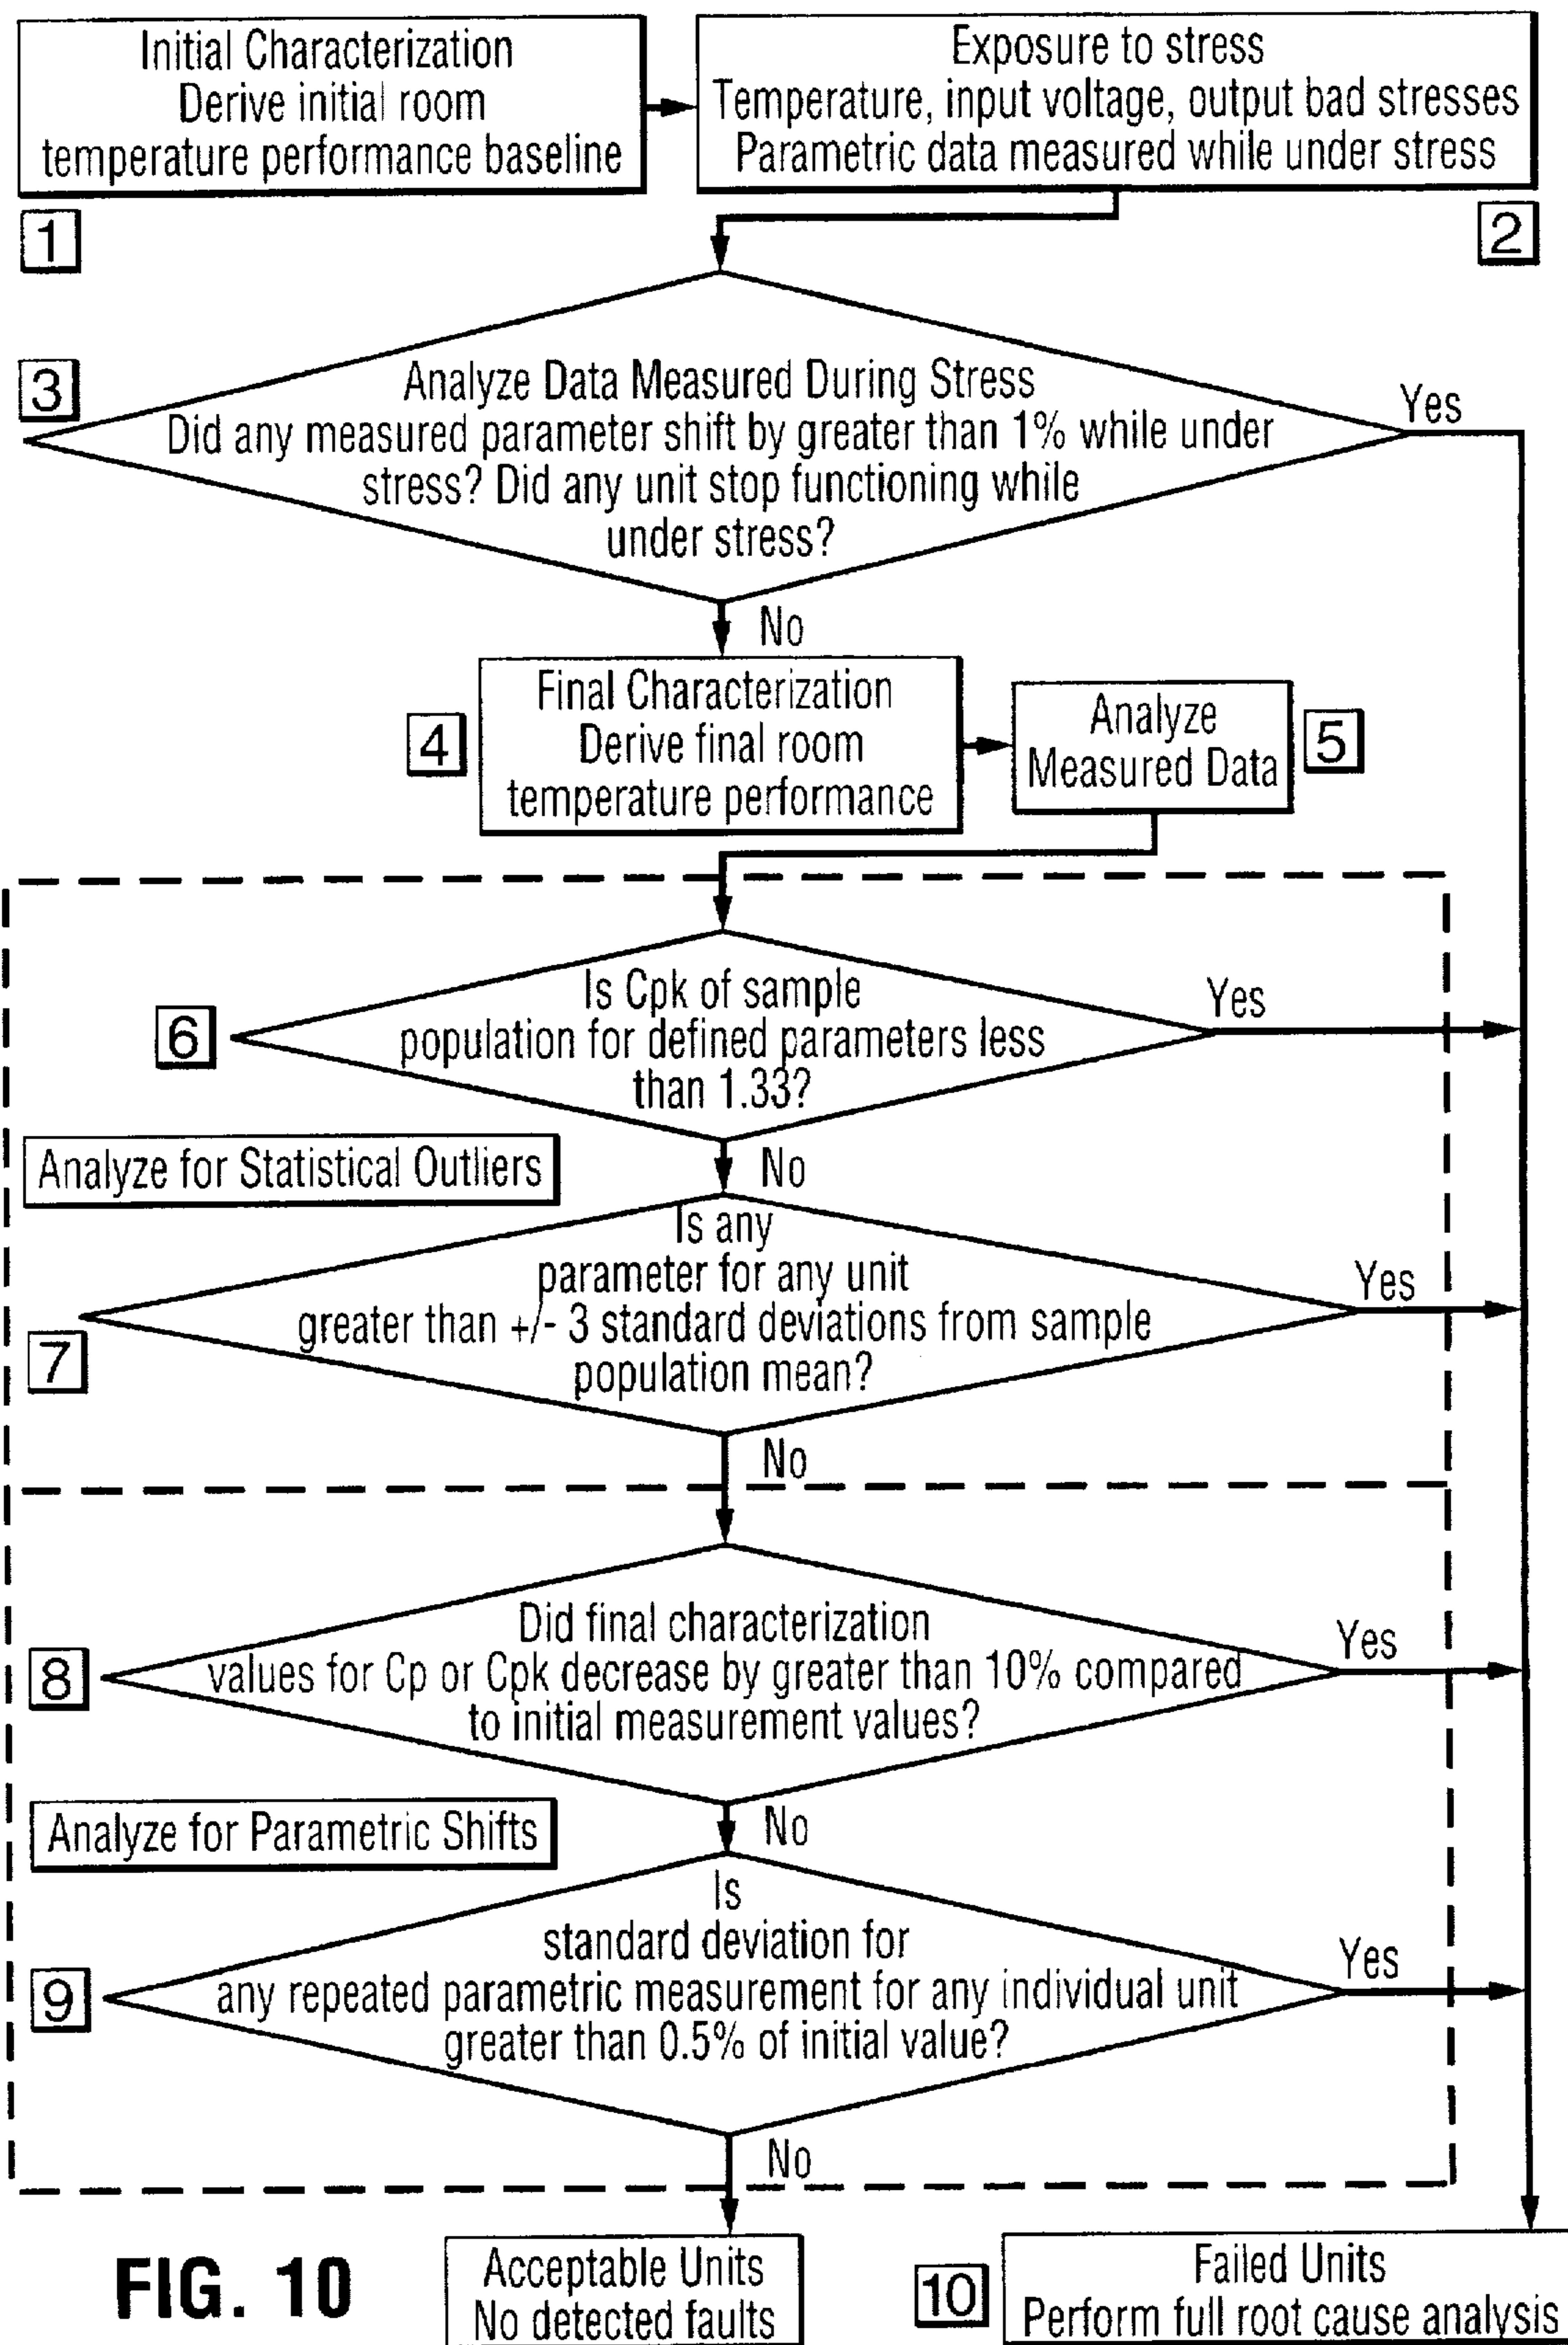 Initial Characterization
Derive initial room
temperature performance baseline
Exposure to stress
Temperature, input voltage, output bad stresses
Parametric data measured while under stress
1
2
3
Analyze Data Measured During Stress
Did any measured parameter shift by greater than 1% while under
stress? Did any unit stop functioning while
under stress?
Yes
No
4
Final Characterization
Derive final room
temperature performance
Analyze
Measured Data
5
6
Is Cpk of sample
population for defined parameters less
than 1.33?
Yes
Analyze for Statistical Outliers
No
7
Is any
parameter for any unit
greater than +/- 3 standard deviations from sample
population mean?
Yes
No
8
Did final characterization
values for Cp or Cpk decrease by greater than 10% compared
to initial measurement values?
Yes
Analyze for Parametric Shifts
No
9
Is
standard deviation for
any repeated parametric measurement for any individual unit
greater than 0.5% of initial value?
Yes
No
FIG. 10
Acceptable Units
No detected faults
10
Failed Units
Perform full root cause analysis